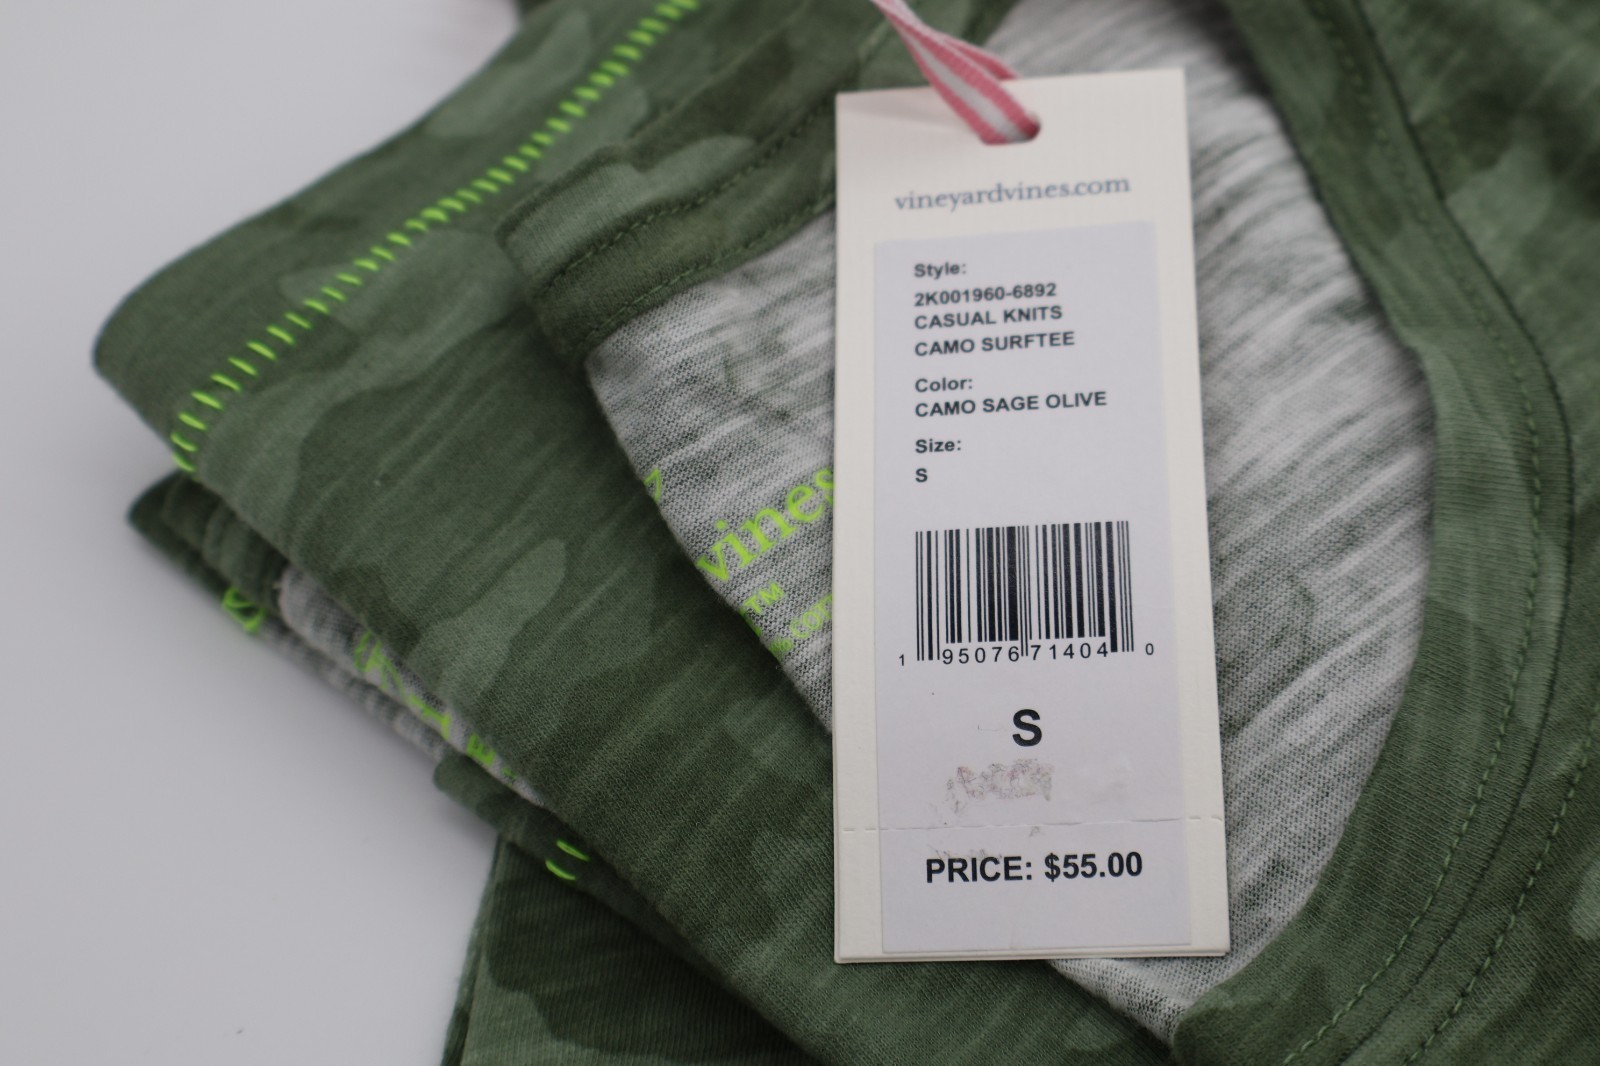 vineyardvines.com
Style:
2K001960-6892
CASUAL KNITS
CAMO SURFTEE
Color:
CAMO SAGE OLIVE
Size:
S
1 95076 71404 0
S
PRICE: $55.00
vines
TM